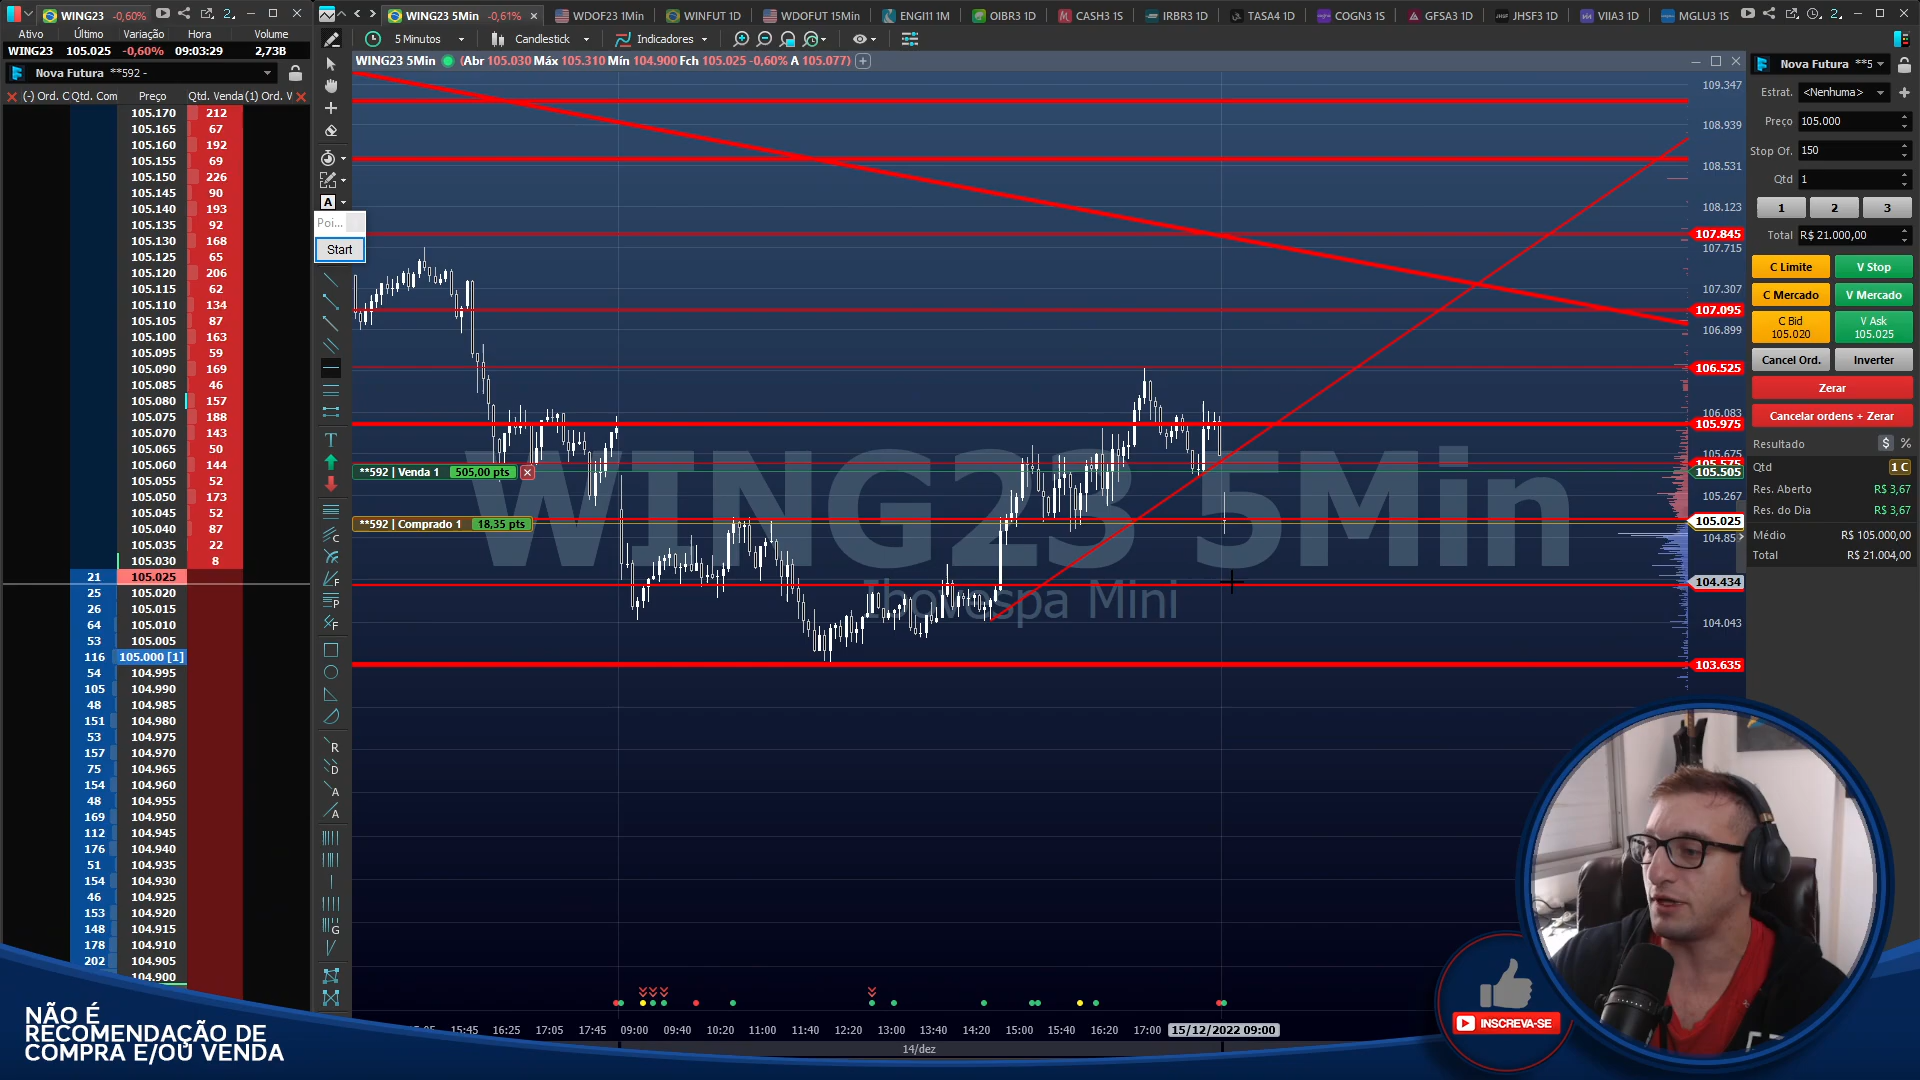 WING23 -0,60% 2.
Ativo Último Variação Hora Volume
WING23 105.025 -0,60% 09:03:29 2,73B
Nova Futura **592 -
(-) Ord. C Qtd. Com Preço Qtd. Venda (1) Ord. V
105.170 212
105.165 67
105.160 192
105.155 69
105.150 226
105.145 90
105.140 193
105.135 92
105.130 168
105.125 65
105.120 206
105.115 62
105.110 134
105.105 87
105.100 163
105.095 59
105.090 169
105.085 46
105.080 157
105.075 188
105.070 143
105.065 50
105.060 144
105.055 52
105.050 173
105.045 52
105.040 87
105.035 22
105.030 8
21 105.025
25 105.020
26 105.015
64 105.010
53 105.005
116 105.000 [1]
54 104.995
105 104.990
48 104.985
151 104.980
53 104.975
157 104.970
75 104.965
154 104.960
48 104.955
169 104.950
112 104.945
176 104.940
51 104.935
154 104.930
46 104.925
153 104.920
148 104.915
178 104.910
202 104.905
104.900
WING23 5Min -0,61% WDOF23 1Min WINFUT 1D WDOFUT 15Min ENGI11 1M OIBR3 1D CASH3 1S IRBR3 1D TASA4 1D COGN3 1S GFSA3 1D JHSF3 1D VIIA3 1D MGLU3 1S 2.
5 Minutos Candlestick Indicadores
WING23 5Min (Abr 105.030 Máx 105.310 Mín 104.900 Fch 105.025 -0,60% A 105.077)
Poi...
Start
WING23 5Min
Ibovespa Mini
**592 | Venda 1 505,00 pts
**592 | Comprado 1 18,35 pts
109.347
108.939
108.531
108.123
107.845
107.715
107.307
107.095
106.899
106.525
106.083
105.975
105.675
105.575
105.505
105.267
105.025
104.85
104.434
104.043
103.635
15:45 16:25 17:05 17:45 09:00 09:40 10:20 11:00 11:40 12:20 13:00 13:40 14:20 15:00 15:40 16:20 17:00 15/12/2022 09:00
14/dez
Nova Futura **5
Estrat. <Nenhuma>
Preço 105.000
Stop Of. 150
Qtd 1
1 2 3
Total R$ 21.000,00
C Limite V Stop
C Mercado V Mercado
C Bid V Ask
105.020 105.025
Cancel Ord. Inverter
Zerar
Cancelar ordens + Zerar
Resultado $ %
Qtd 1 C
Res. Aberto R$ 3,67
Res. do Dia R$ 3,67
Médio R$ 105.000,00
Total R$ 21.004,00
NÃO É
RECOMENDAÇÃO DE
COMPRA E/OU VENDA
INSCREVA-SE